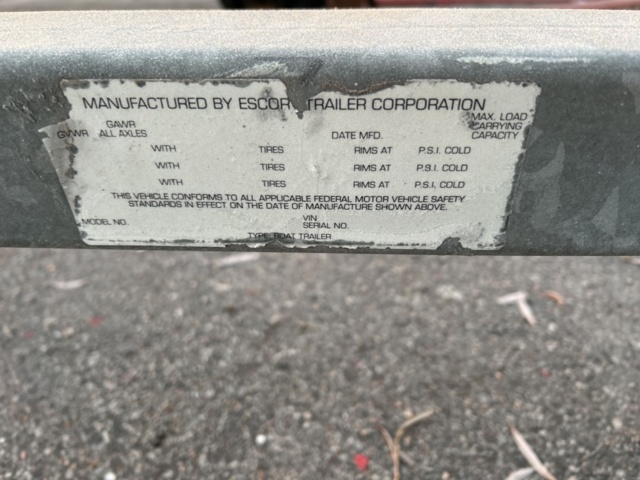 MANUFACTURED BY ESCORT TRAILER CORPORATION
GVWR GAWR ALL AXLES DATE MFD. MAX. LOAD CARRYING CAPACITY
WITH TIRES RIMS AT P.S.I. COLD
WITH TIRES RIMS AT P.S.I. COLD
WITH TIRES RIMS AT P.S.I. COLD
THIS VEHICLE CONFORMS TO ALL APPLICABLE FEDERAL MOTOR VEHICLE SAFETY
STANDARDS IN EFFECT ON THE DATE OF MANUFACTURE SHOWN ABOVE.
MODEL NO. VIN SERIAL NO.
TYPE: BOAT TRAILER